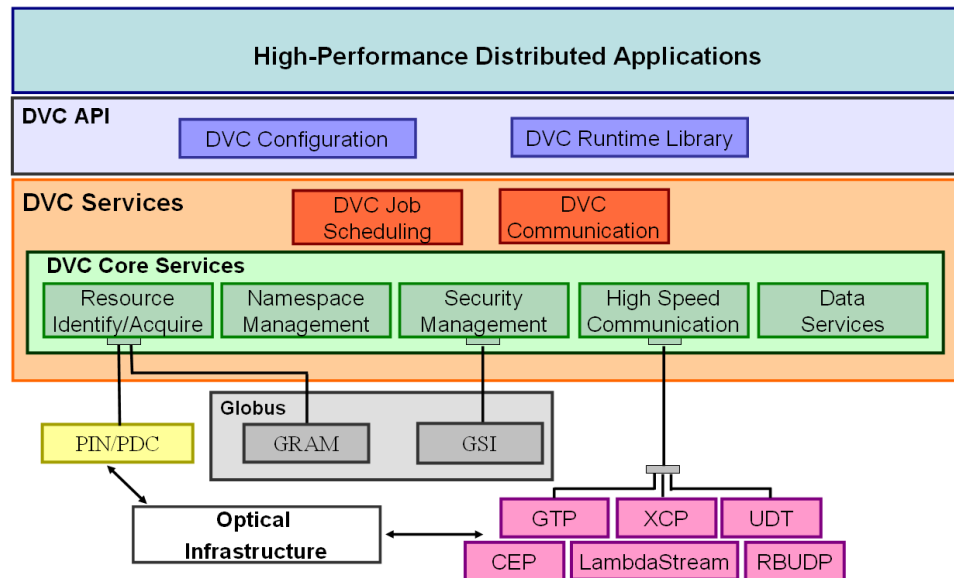 High-Performance Distributed Applications
DVC API
DVC Configuration
DVC Runtime Library
DVC Services
DVC Job
Scheduling
DVC
Communication
DVC Core Services
Resource
Identify/Acquire
Namespace
Management
Security
Management
High Speed
Communication
Data
Services
Globus
PIN/PDC
GRAM
GSI
Optical
Infrastructure
GTP
XCP
UDT
CEP
LambdaStream
RBUDP